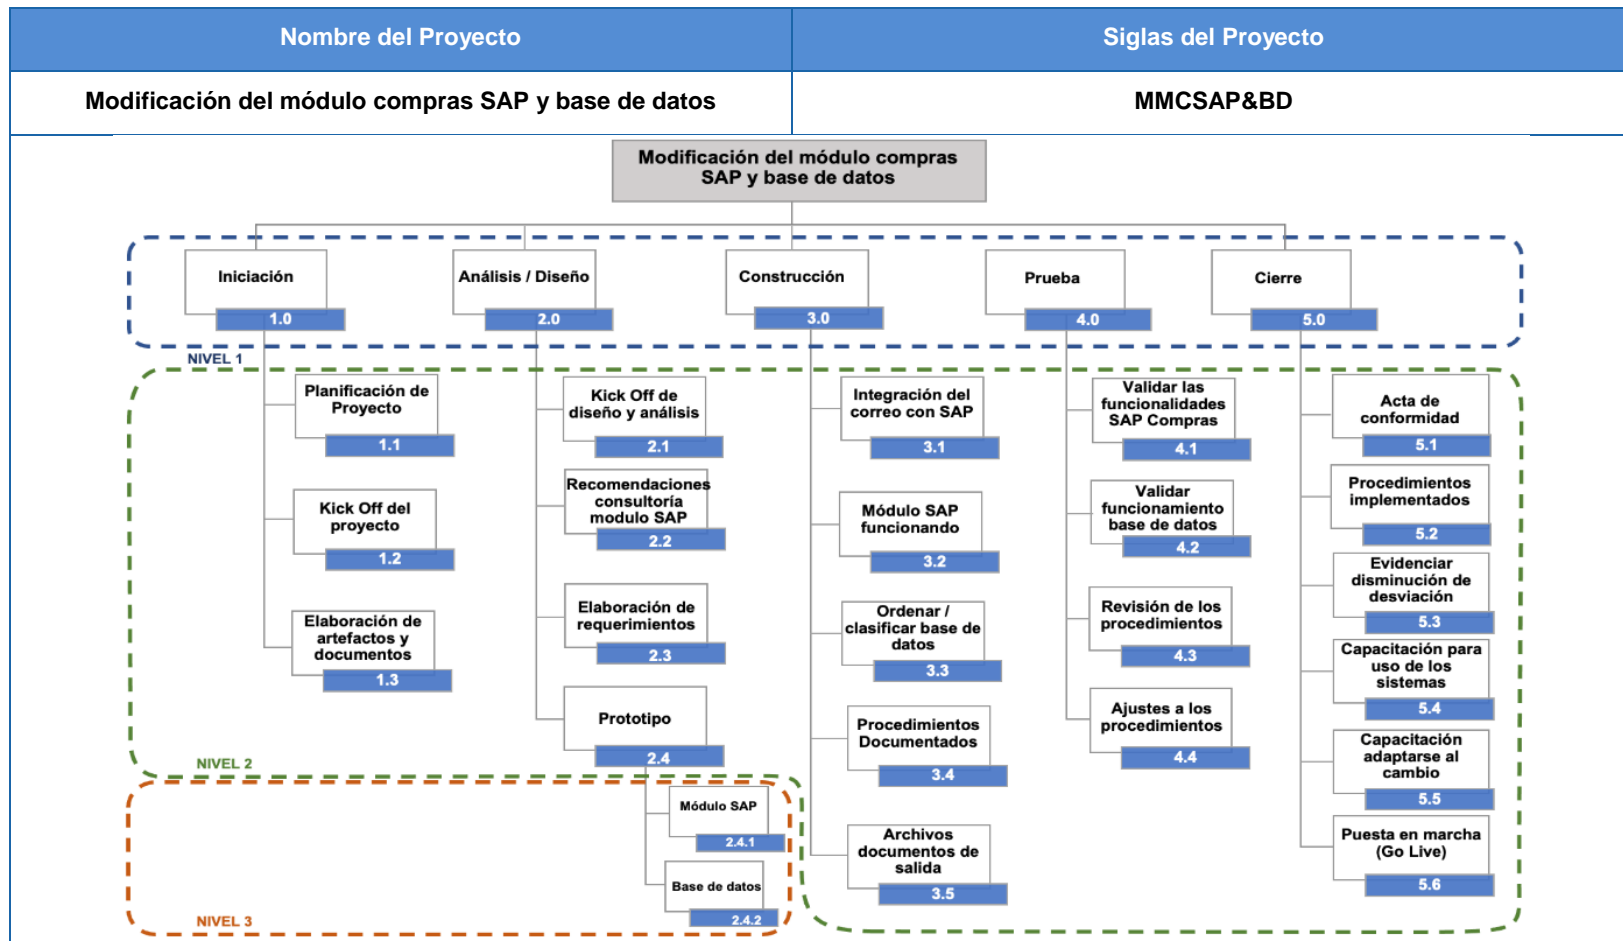 Nombre del Proyecto
Siglas del Proyecto
Modificación del módulo compras SAP y base de datos
MMCSAP&BD
Modificación del módulo compras
SAP y base de datos
Iniciación
1.0
Análisis / Diseño
2.0
Construcción
3.0
Prueba
4.0
Cierre
5.0
NIVEL 1
Planificación de
Proyecto
1.1
Kick Off del
proyecto
1.2
Elaboración de
artefactos y
documentos
1.3
Kick Off de
diseño y análisis
2.1
Recomendaciones
consultoría
modulo SAP
2.2
Elaboración de
requerimientos
2.3
Prototipo
2.4
Integración del
correo con SAP
3.1
Módulo SAP
funcionando
3.2
Ordenar /
clasificar base de
datos
3.3
Procedimientos
Documentados
3.4
Archivos
documentos de
salida
3.5
Validar las
funcionalidades
SAP Compras
4.1
Validar
funcionamiento
base de datos
4.2
Revisión de los
procedimientos
4.3
Ajustes a los
procedimientos
4.4
Acta de
conformidad
5.1
Procedimientos
implementados
5.2
Evidenciar
disminución de
desviación
5.3
Capacitación para
uso de los
sistemas
5.4
Capacitación
adaptarse al
cambio
5.5
Puesta en marcha
(Go Live)
5.6
NIVEL 2
Módulo SAP
2.4.1
Base de datos
2.4.2
NIVEL 3